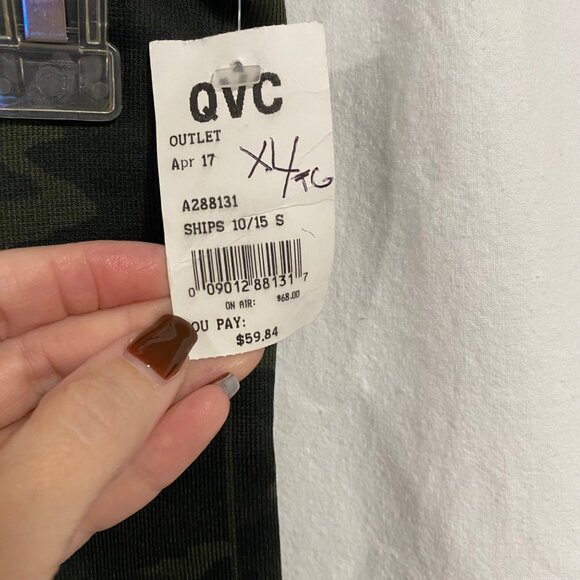 QVC
OUTLET
Apr 17
XL/TG
A288131
SHIPS 10/15 S
0 09012 88131 7
ON AIR: $68.00
OU PAY:
$59.84